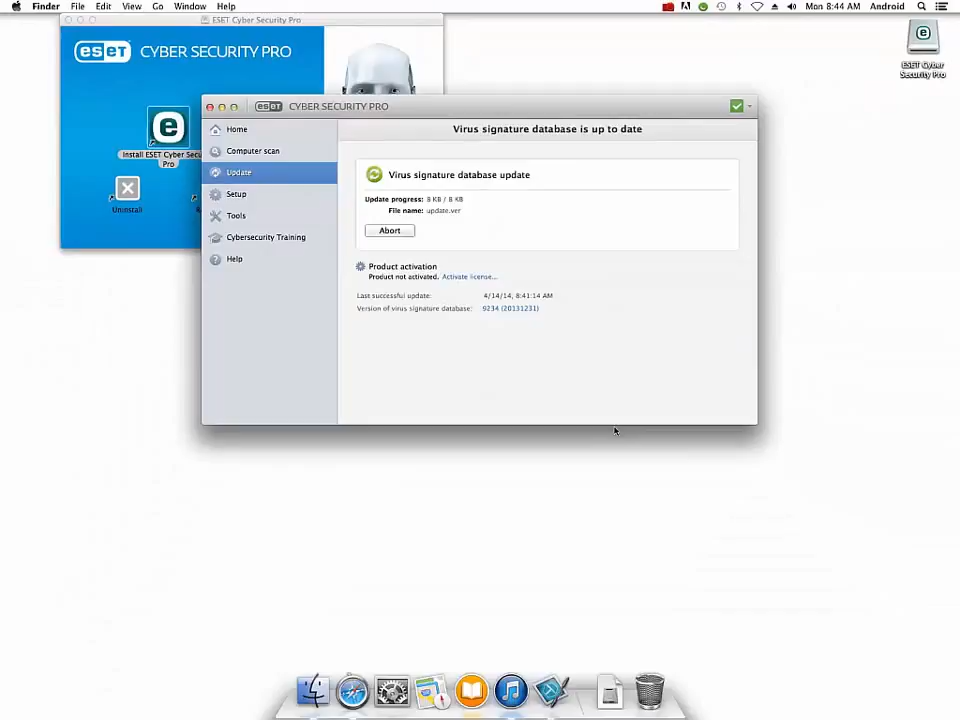 Finder File Edit View Go Window Help Mon 8:44 AM Android
ESET Cyber Security Pro
eset CYBER SECURITY PRO
ESET Cyber
Security Pro
Install ESET Cyber Secu
Pro
Uninstall
eset CYBER SECURITY PRO
Home
Computer scan
Update
Setup
Tools
Cybersecurity Training
Help
Virus signature database is up to date
Virus signature database update
Update progress: 8 KB / 8 KB
File name: update.ver
Abort
Product activation
Product not activated. Activate license...
Last successful update: 4/14/14, 8:41:14 AM
Version of virus signature database: 9234 (20131231)